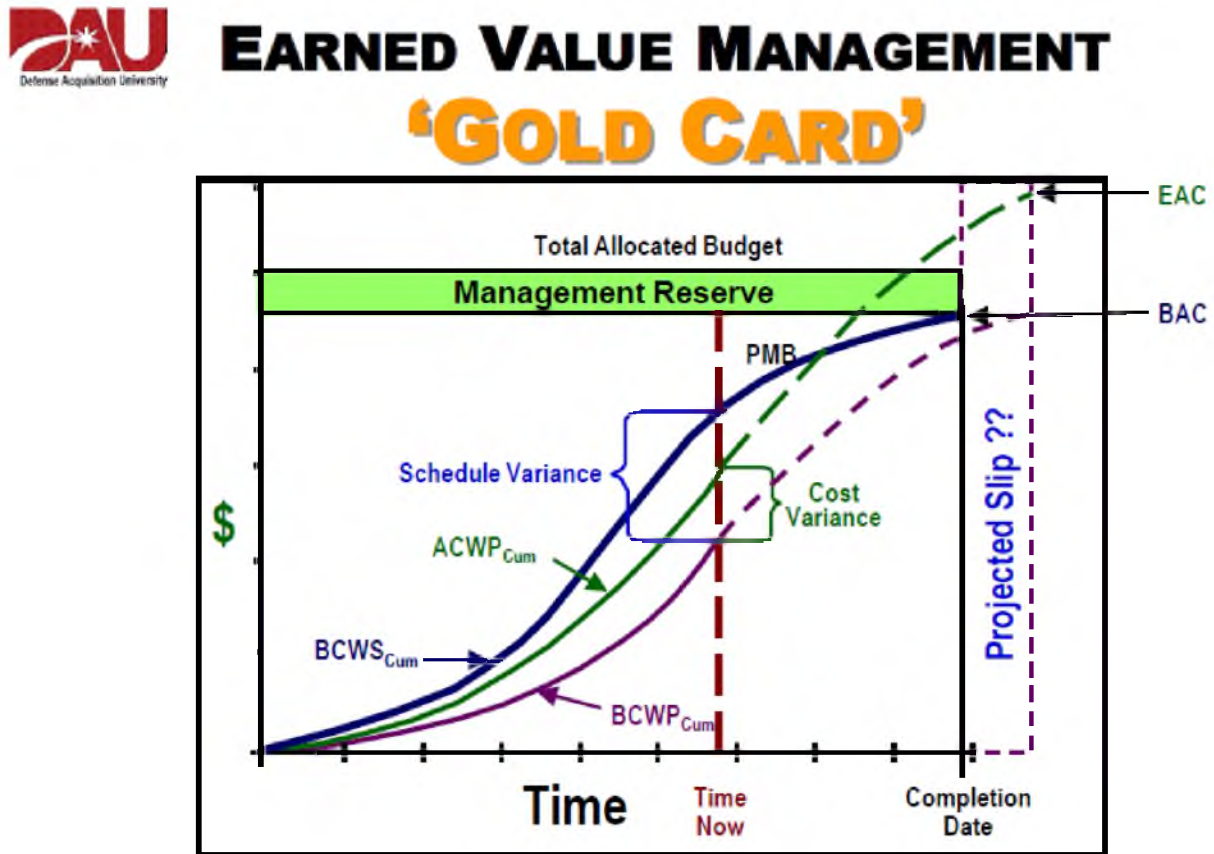 DAU
Defense Acquisition University
EARNED VALUE MANAGEMENT
‘GOLD CARD’
EAC
Total Allocated Budget
Management Reserve
BAC
PMB
Schedule Variance
Cost
Variance
Projected Slip ??
$
ACWPCum
BCWSCum
BCWPCum
Time
Time
Now
Completion
Date